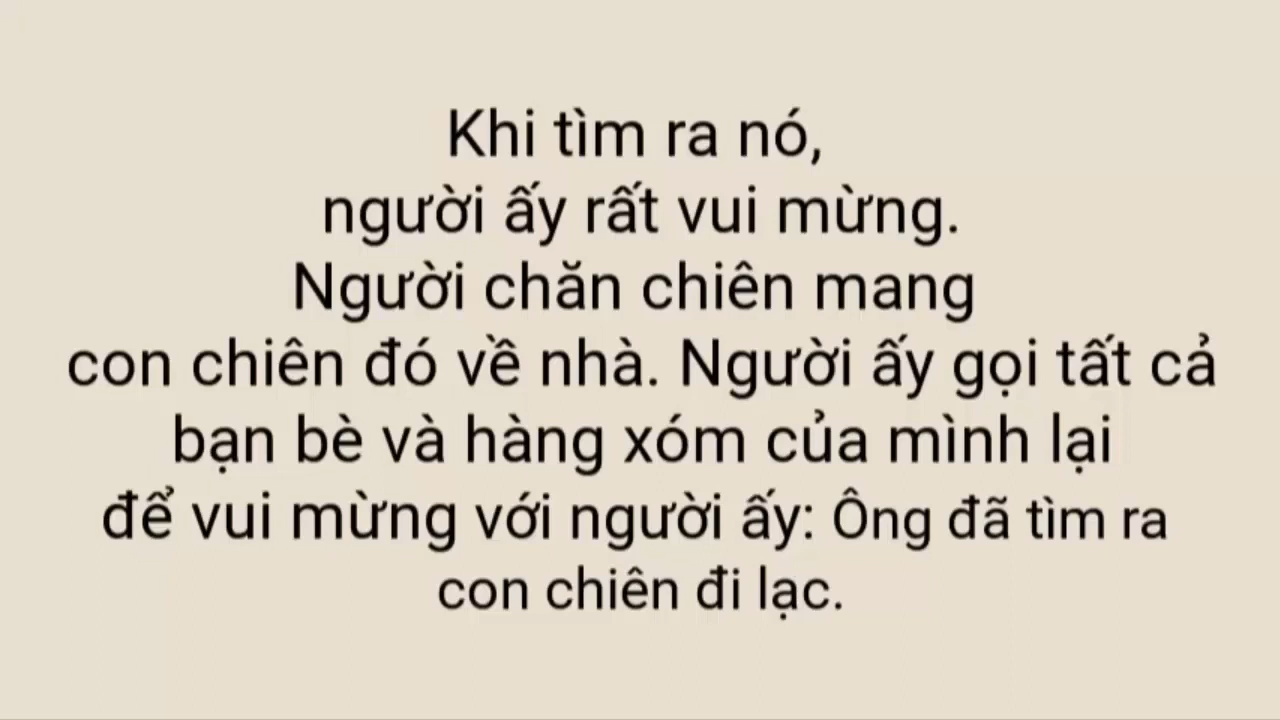 Khi tìm ra nó,
người ấy rất vui mừng.
Người chăn chiên mang
con chiên đó về nhà. Người ấy gọi tất cả
bạn bè và hàng xóm của mình lại
để vui mừng với người ấy: Ông đã tìm ra
con chiên đi lạc.